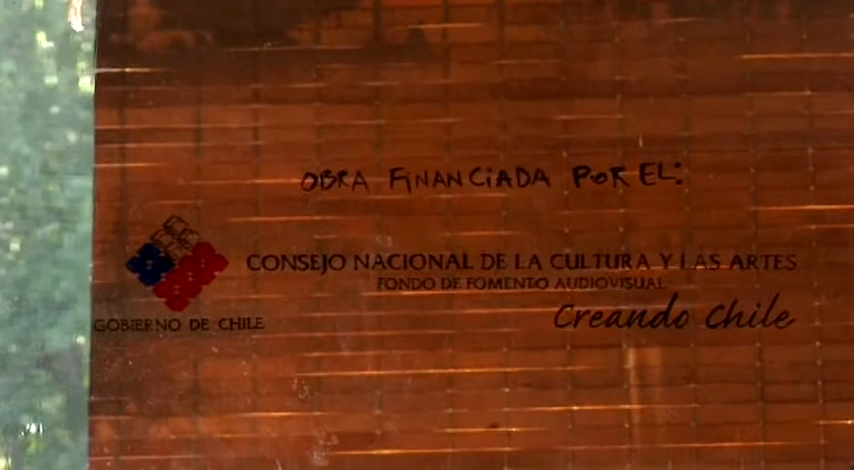 OBRA FINANCIADA POR EL:
CONSEJO NACIONAL DE LA CULTURA Y LAS ARTES
FONDO DE FOMENTO AUDIOVISUAL
GOBIERNO DE CHILE
Creando Chile